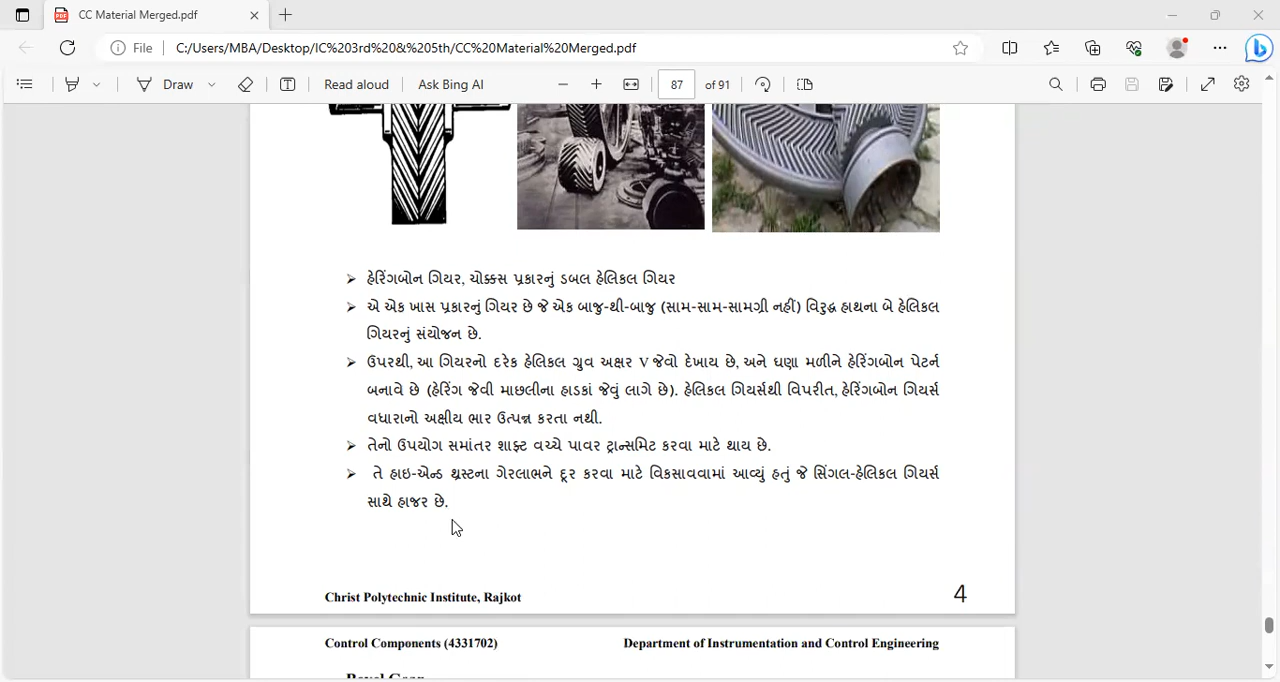 CC Material Merged.pdf
File C:/Users/MBA/Desktop/IC%203rd%20&%205th/CC%20Material%20Merged.pdf
Draw Read aloud Ask Bing AI 87 of 91
➢ હેરિંગબોન ગિયર, ચોક્કસ પ્રકારનું ડબલ હેલિકલ ગિયર
➢ એ એક ખાસ પ્રકારનું ગિયર છે જે એક બાજુ-થી-બાજુ (સામ-સામ-સામગ્રી નહીં) વિરુદ્ધ હાથના બે હેલિકલ
ગિયરનું સંયોજન છે.
➢ ઉપરથી, આ ગિયરનો દરેક હેલિકલ ગ્રુવ અક્ષર V જેવો દેખાય છે, અને ઘણા મળીને હેરિંગબોન પેટર્ન
બનાવે છે (હેરિંગ જેવી માછલીના હાડકાં જેવું લાગે છે). હેલિકલ ગિયર્સથી વિપરીત, હેરિંગબોન ગિયર્સ
વધારાનો અક્ષીય ભાર ઉત્પન્ન કરતા નથી.
➢ તેનો ઉપયોગ સમાંતર શાફ્ટ વચ્ચે પાવર ટ્રાન્સમિટ કરવા માટે થાય છે.
➢ તે હાઇ-એન્ડ થ્રસ્ટના ગેરલાભને દૂર કરવા માટે વિકસાવવામાં આવ્યું હતું જે સિંગલ-હેલિકલ ગિયર્સ
સાથે હાજર છે.
Christ Polytechnic Institute, Rajkot 4
Control Components (4331702) Department of Instrumentation and Control Engineering